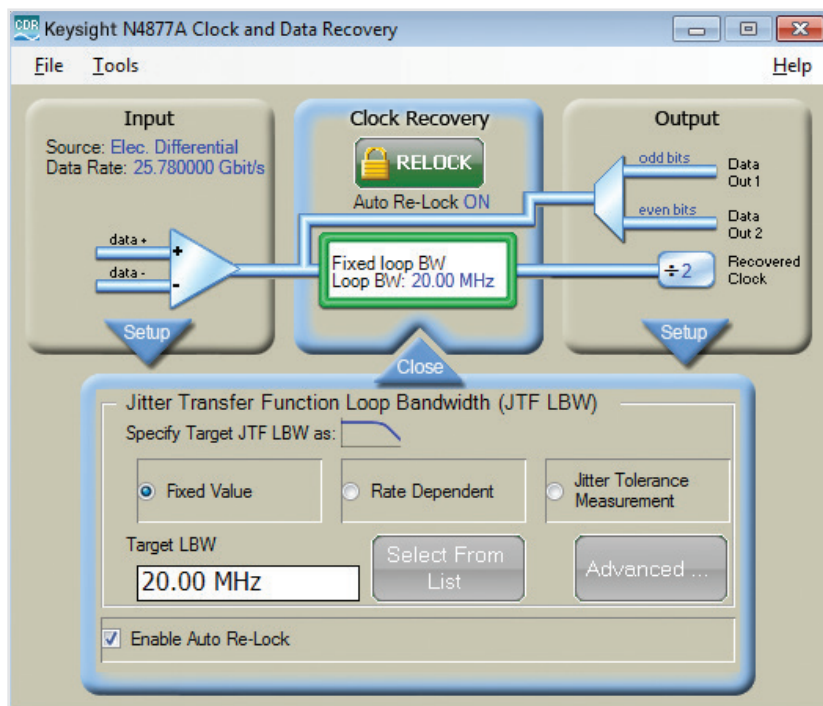 CDR Keysight N4877A Clock and Data Recovery
File Tools Help
Input
Source: Elec. Differential
Data Rate: 25.780000 Gbit/s
data +
data -
+
-
Setup
Clock Recovery
RELOCK
Auto Re-Lock ON
Fixed loop BW
Loop BW: 20.00 MHz
Close
Output
odd bits
Data
Out 1
even bits
Data
Out 2
÷2
Recovered
Clock
Setup
Jitter Transfer Function Loop Bandwidth (JTF LBW)
Specify Target JTF LBW as:
Fixed Value
Rate Dependent
Jitter Tolerance
Measurement
Target LBW
20.00 MHz
Select From
List
Advanced ...
Enable Auto Re-Lock